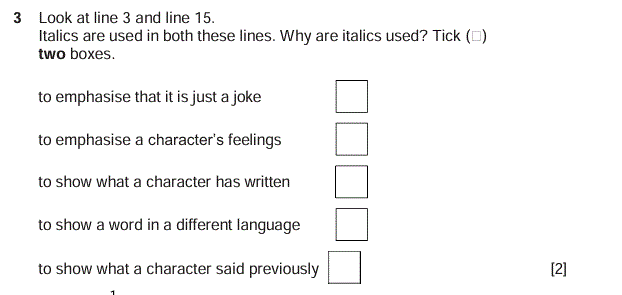 3 Look at line 3 and line 15.
Italics are used in both these lines. Why are italics used? Tick (□)
two boxes.
to emphasise that it is just a joke
to emphasise a character's feelings
to show what a character has written
to show a word in a different language
to show what a character said previously [2]
1